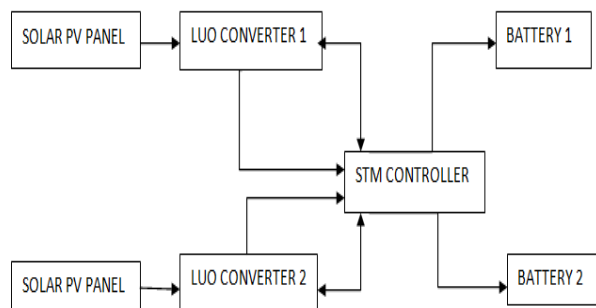 SOLAR PV PANEL
LUO CONVERTER 1
BATTERY 1
STM CONTROLLER
SOLAR PV PANEL
LUO CONVERTER 2
BATTERY 2